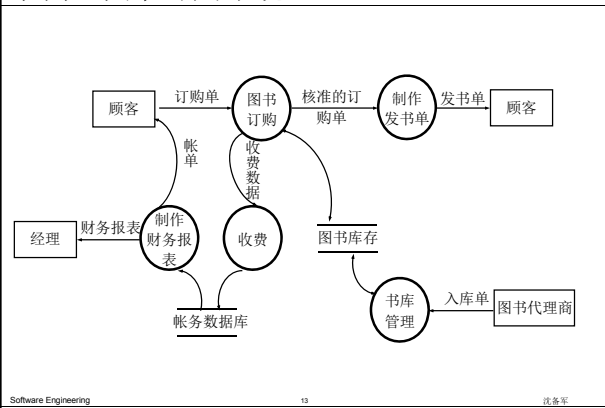 顾客
订购单
图书
订购
核准的订
购单
制作
发书单
发书单
顾客
帐
单
收
费
数
据
经理
财务报表
制作
财务报
表
收费
图书库存
帐务数据库
书库
管理
入库单
图书代理商
Software Engineering
13
沈备军